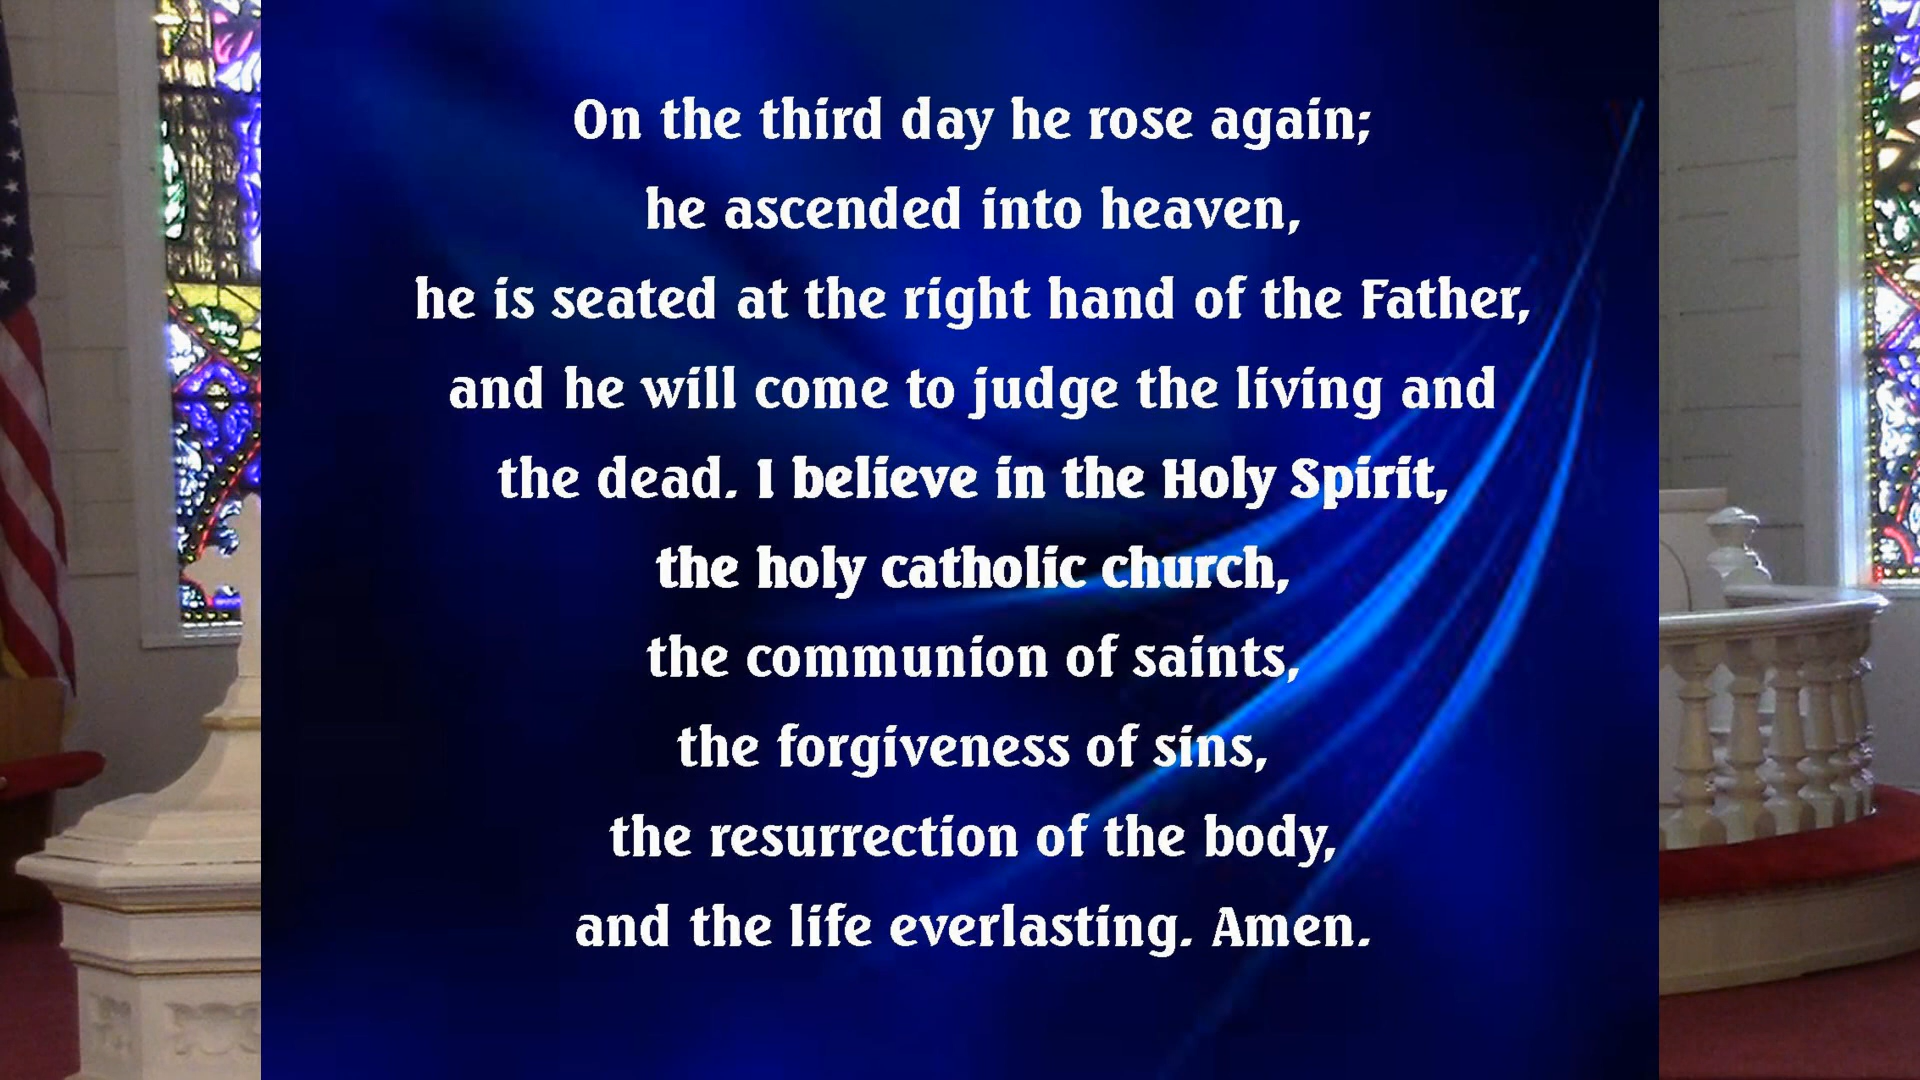 On the third day he rose again;
he ascended into heaven,
he is seated at the right hand of the Father,
and he will come to judge the living and
the dead. I believe in the Holy Spirit,
the holy catholic church,
the communion of saints,
the forgiveness of sins,
the resurrection of the body,
and the life everlasting. Amen.